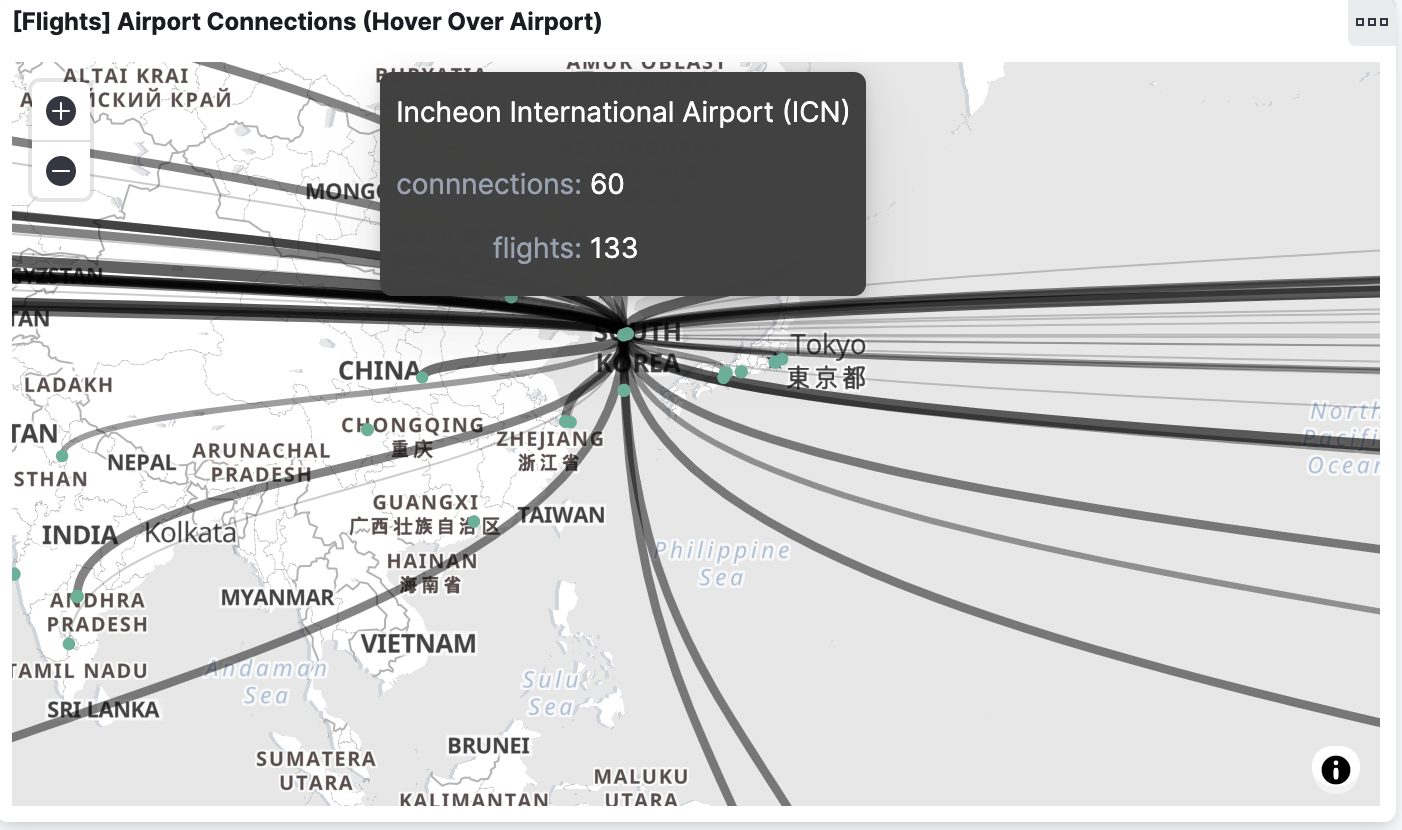 [Flights] Airport Connections (Hover Over Airport)
ALTAI KRAI
AMUR OBLAST
ЙСКИЙ КРАЙ
Incheon International Airport (ICN)
connnections: 60
flights: 133
MONG
TAN
SOUTH
KOREA
Tokyo
東京都
CHINA
LADAKH
North
Pacific
Ocean
TAN
CHONGQING
重庆
ZHEJIANG
浙江省
NEPAL
ARUNACHAL
PRADESH
STHAN
GUANGXI
广西壮族自治区
TAIWAN
INDIA
Kolkata
Philippine
Sea
HAINAN
海南省
MYANMAR
ANDHRA
PRADESH
VIETNAM
TAMIL NADU
Andaman
Sea
Sulu
Sea
SRI LANKA
BRUNEI
SUMATERA
UTARA
MALUKU
UTARA
KALIMANTAN